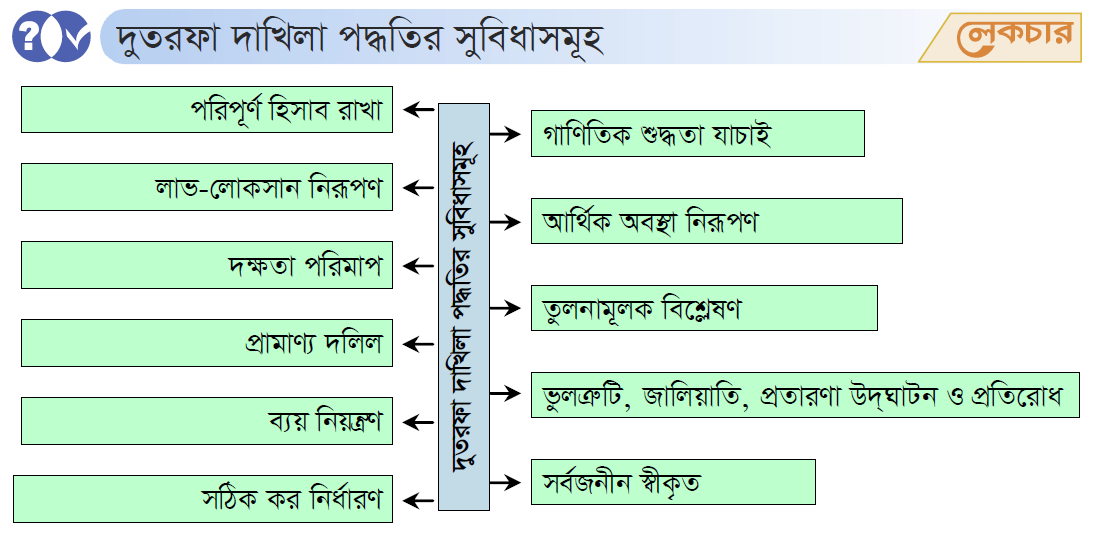 দুতরফা দাখিলা পদ্ধতির সুবিধাসমূহ
লেকচার
পরিপূর্ণ হিসাব রাখা
লাভ-লোকসান নিরূপণ
দক্ষতা পরিমাপ
প্রামাণ্য দলিল
ব্যয় নিয়ন্ত্রণ
সঠিক কর নির্ধারণ
দুতরফা দাখিলা পদ্ধতির সুবিধাসমূহ
গাণিতিক শুদ্ধতা যাচাই
আর্থিক অবস্থা নিরূপণ
তুলনামূলক বিশ্লেষণ
ভুলত্রুটি, জালিয়াতি, প্রতারণা উদ্‌ঘাটন ও প্রতিরোধ
সর্বজনীন স্বীকৃত